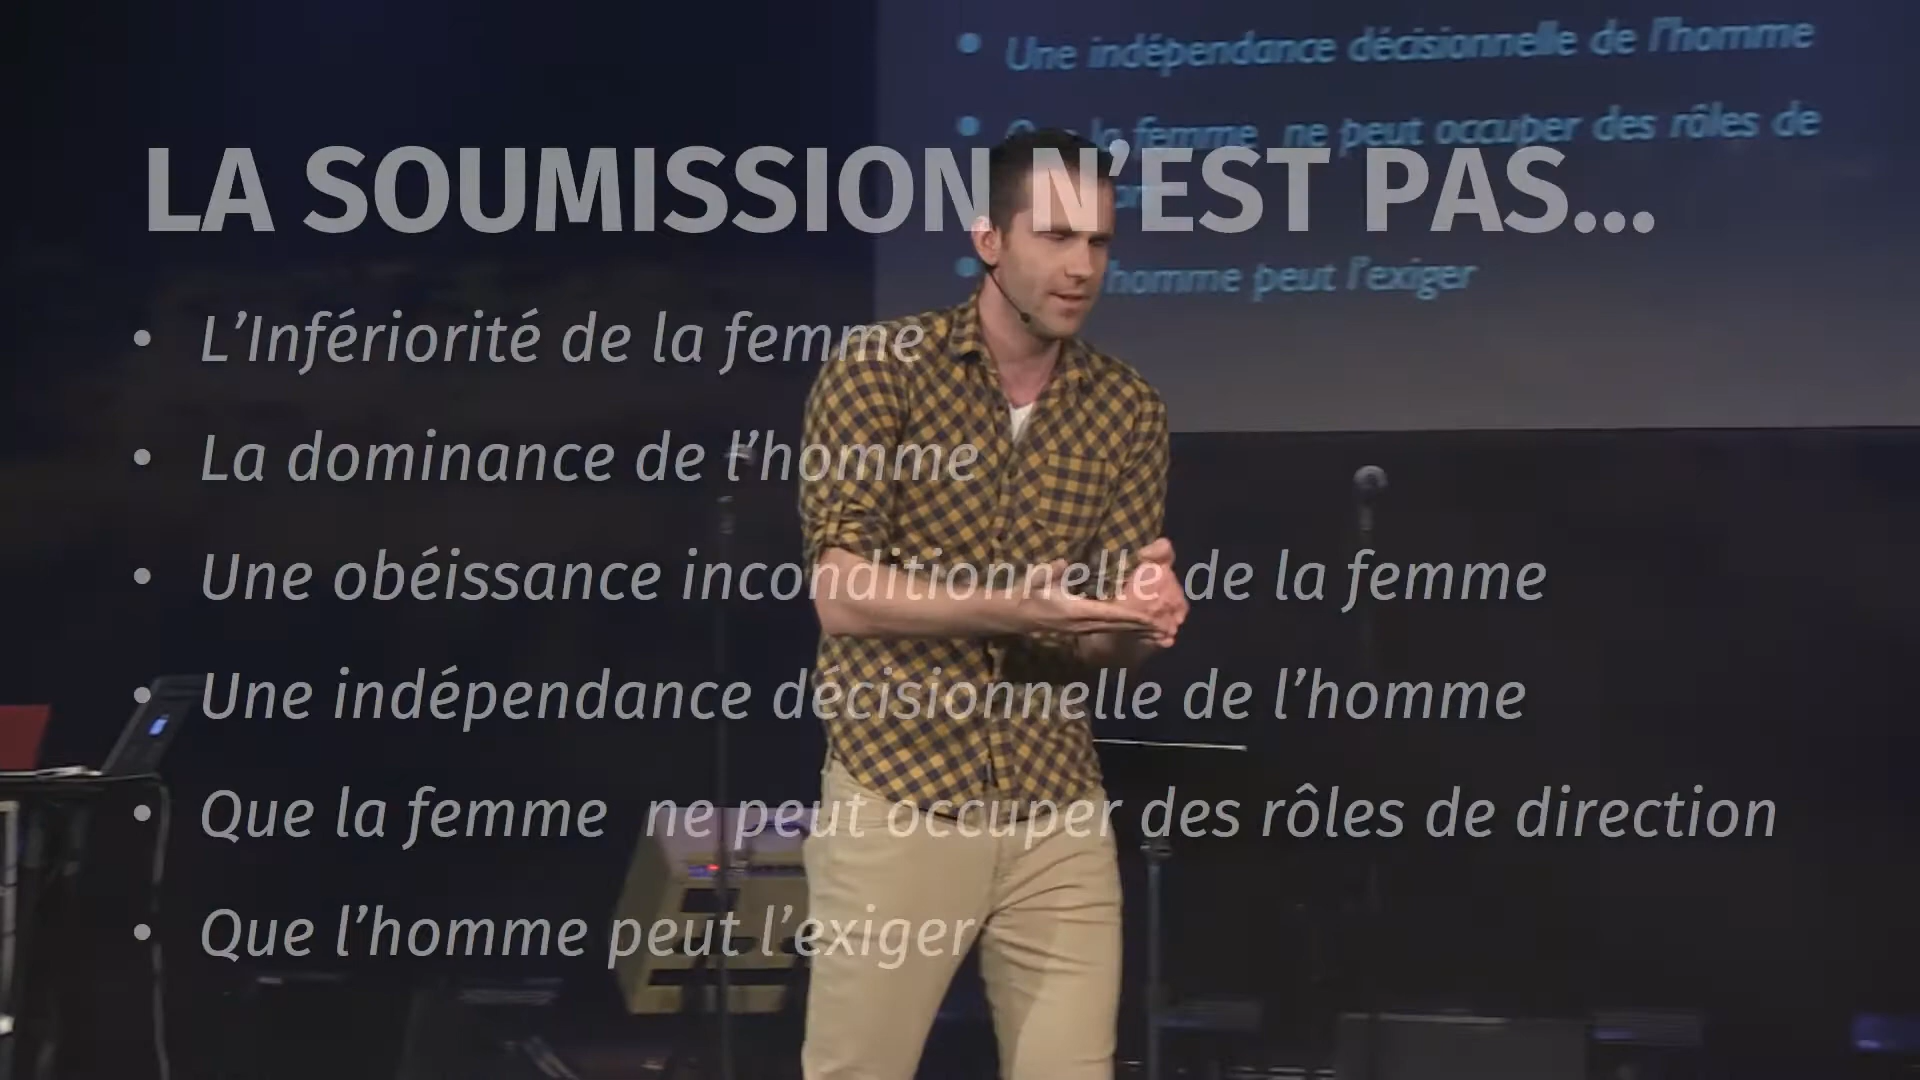 LA SOUMISSION N'EST PAS...
• L'Infériorité de la femme
• La dominance de l'homme
• Une obéissance inconditionnelle de la femme
• Une indépendance décisionnelle de l'homme
• Que la femme ne peut occuper des rôles de direction
• Que l'homme peut l'exiger
• Une indépendance décisionnelle de l'homme
• la femme ne peut occuper des rôles de
• homme peut l'exiger